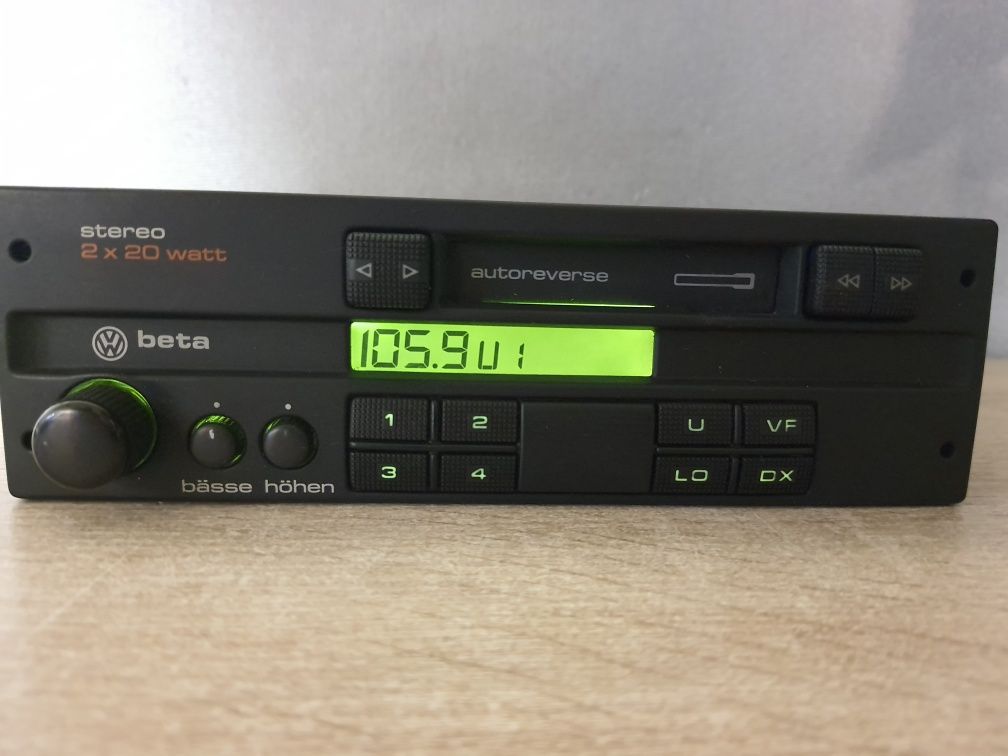 stereo
2 x 20 watt
autoreverse
VW beta
105.9 U 1
1 2 U VF
3 4 LO DX
bässe höhen